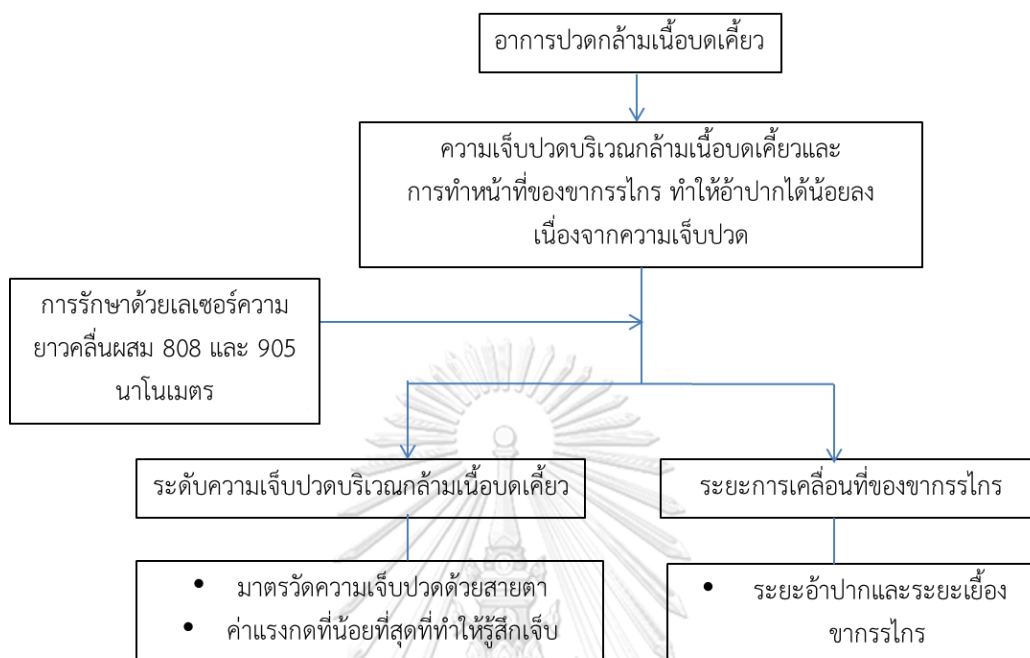 อาการปวดกล้ามเนื้อบดเคี้ยว
ความเจ็บปวดบริเวณกล้ามเนื้อบดเคี้ยวและ
การทำหน้าที่ของขากรรไกร ทำให้อ้าปากได้น้อยลง
เนื่องจากความเจ็บปวด
การรักษาด้วยเลเซอร์ความ
ยาวคลื่นผสม 808 และ 905
นาโนเมตร
ระดับความเจ็บปวดบริเวณกล้ามเนื้อบดเคี้ยว
ระยะการเคลื่อนที่ของขากรรไกร
• มาตรวัดความเจ็บปวดด้วยสายตา
• ค่าแรงกดที่น้อยที่สุดที่ทำให้รู้สึกเจ็บ
• ระยะอ้าปากและระยะเยื้อง
ขากรรไกร